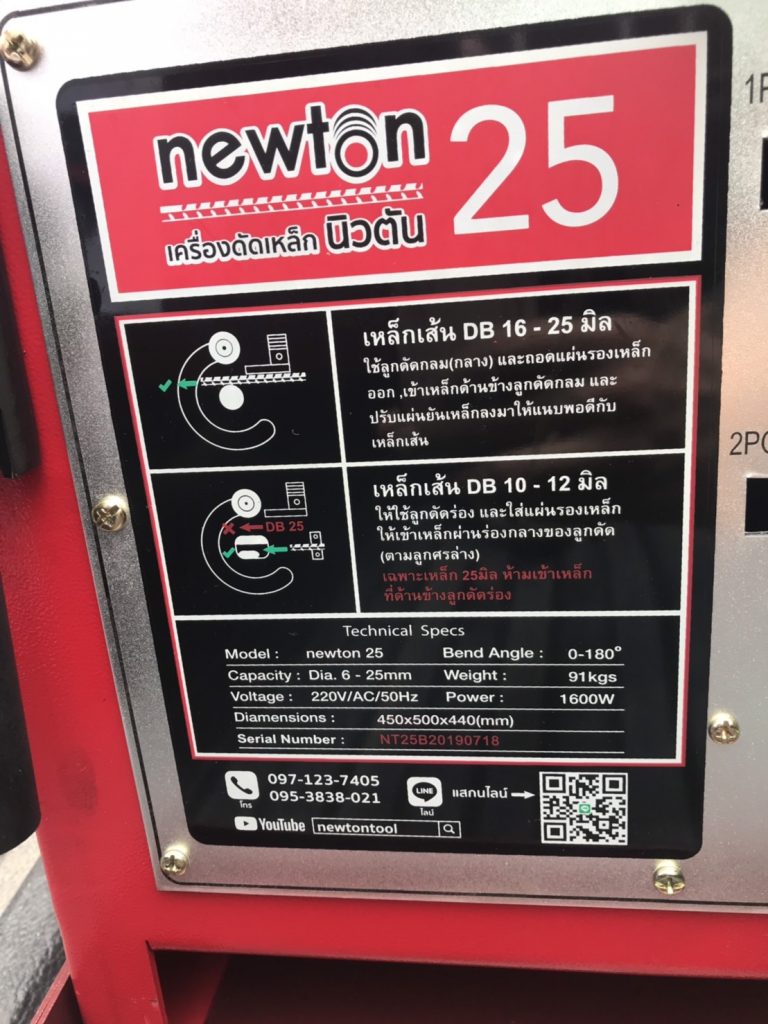 newton 25
เครื่องดัดเหล็ก นิวตัน
เหล็กเส้น DB 16 - 25 มิล
ใช้ลูกดัดกลม(กลาง) และถอดแผ่นรองเหล็ก
ออก ,เข้าเหล็กด้านข้างลูกดัดกลม และ
ปรับแผ่นยันเหล็กลงมาให้แนบพอดีกับ
เหล็กเส้น
DB 25
เหล็กเส้น DB 10 - 12 มิล
ให้ใช้ลูกดัดร่อง และใส่แผ่นรองเหล็ก
ให้เข้าเหล็กผ่านร่องกลางของลูกดัด
(ตามลูกศรล่าง)
เฉพาะเหล็ก 25มิล ห้ามเข้าเหล็ก
ที่ด้านข้างลูกดัดร่อง
Technical Specs
Model : newton 25 Bend Angle : 0-180°
Capacity : Dia. 6 - 25mm Weight : 91kgs
Voltage : 220V/AC/50Hz Power : 1600W
Diamensions : 450x500x440(mm)
Serial Number : NT25B20190718
097-123-7405
095-3838-021
โทร
LINE
ไลน์
แสกนไลน์
YouTube newtontool